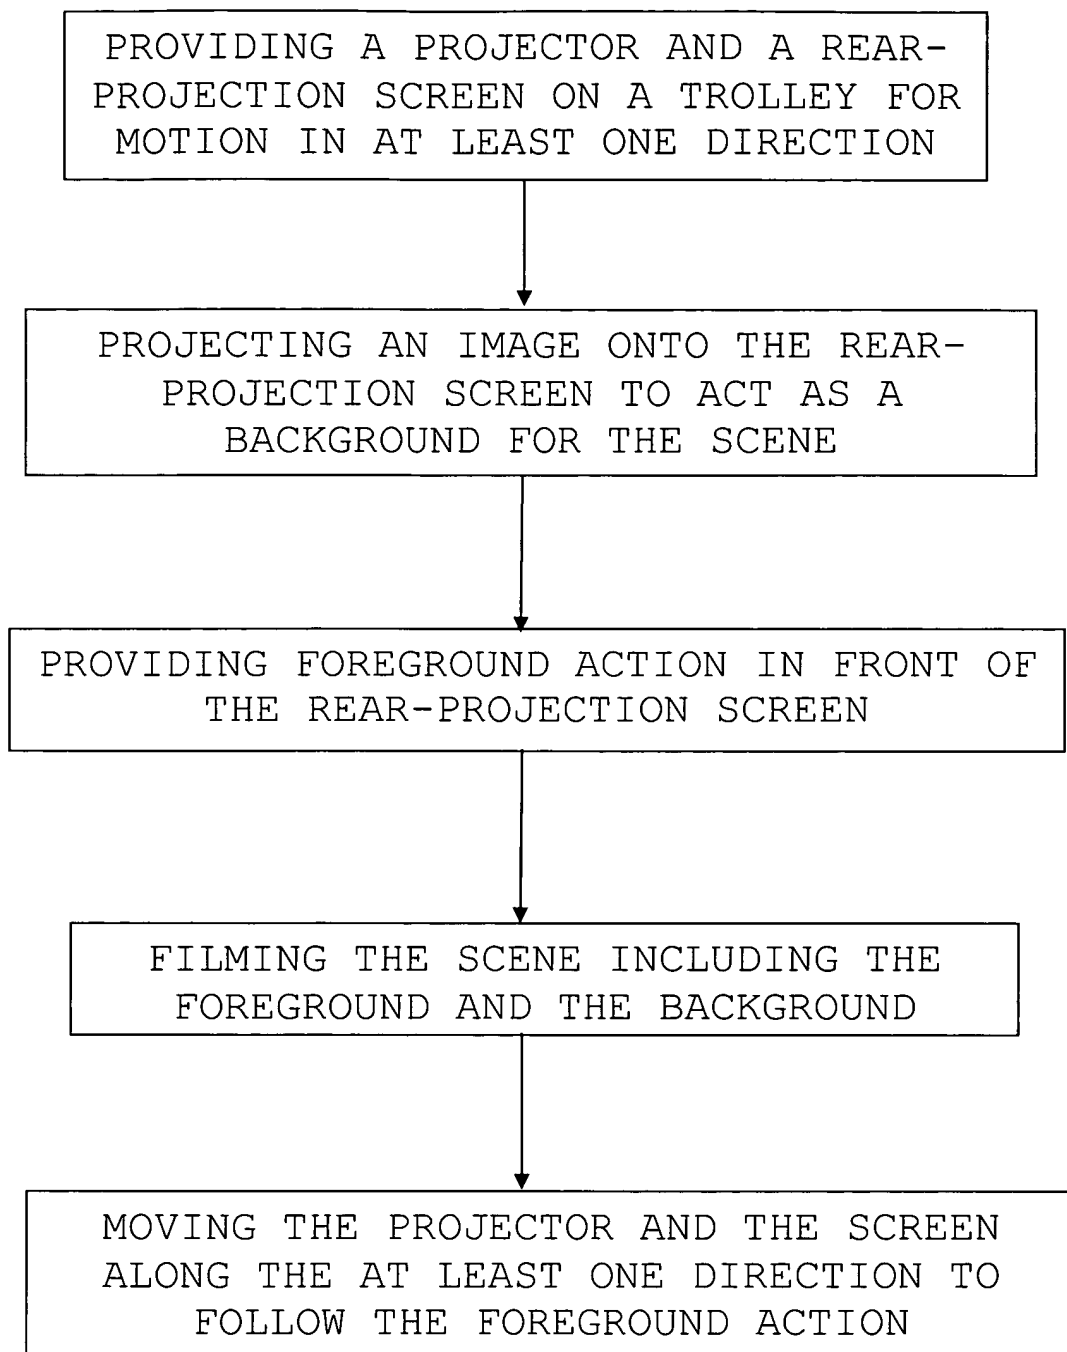 PROVIDING A PROJECTOR AND A REAR-
PROJECTION SCREEN ON A TROLLEY FOR
MOTION IN AT LEAST ONE DIRECTION
PROJECTING AN IMAGE ONTO THE REAR-
PROJECTION SCREEN TO ACT AS A
BACKGROUND FOR THE SCENE
PROVIDING FOREGROUND ACTION IN FRONT OF
THE REAR-PROJECTION SCREEN
FILMING THE SCENE INCLUDING THE
FOREGROUND AND THE BACKGROUND
MOVING THE PROJECTOR AND THE SCREEN
ALONG THE AT LEAST ONE DIRECTION TO
FOLLOW THE FOREGROUND ACTION